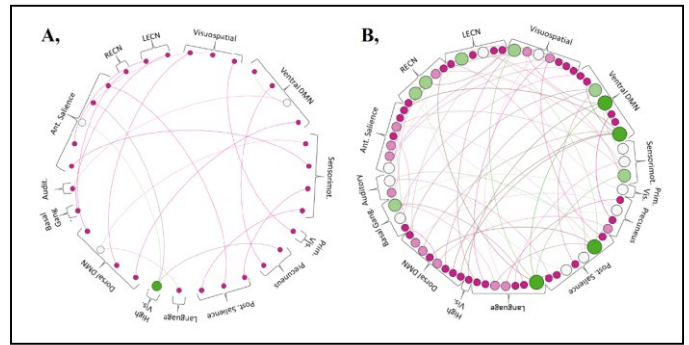 A,
LECN
Visuospatial
RECN
Ventral DMN
Ant. Salience
Sensorimot.
Audit.
Basal
Gang
Prim.
Vis.
Dorsal DMN
Precuneus
High
Vis.
Language
Post. Salience
B,
LECN
Visuospatial
RECN
Ventral DMN
Ant. Salience
Sensorimot.
Prim.
Vis.
Auditory
Precuneus
Basal Gang
Dorsal DMN
Post. Salience
High
Vis.
Language